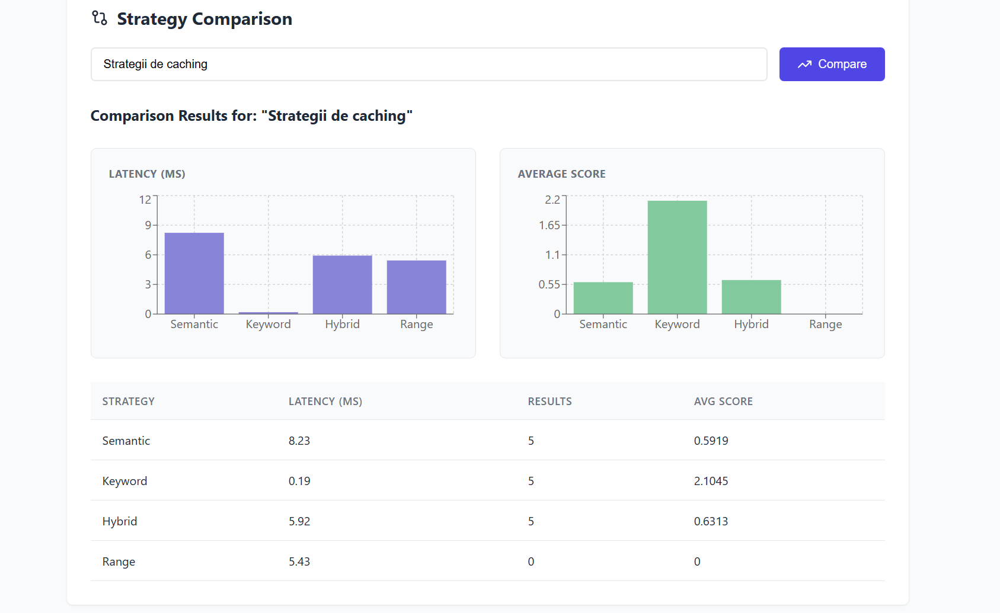 Strategy Comparison
Strategii de caching
Compare
Comparison Results for: "Strategii de caching"
LATENCY (MS)
12
9
6
3
0
Semantic Keyword Hybrid Range
AVERAGE SCORE
2.2
1.65
1.1
0.55
0
Semantic Keyword Hybrid Range
STRATEGY LATENCY (MS) RESULTS AVG SCORE
Semantic 8.23 5 0.5919
Keyword 0.19 5 2.1045
Hybrid 5.92 5 0.6313
Range 5.43 0 0